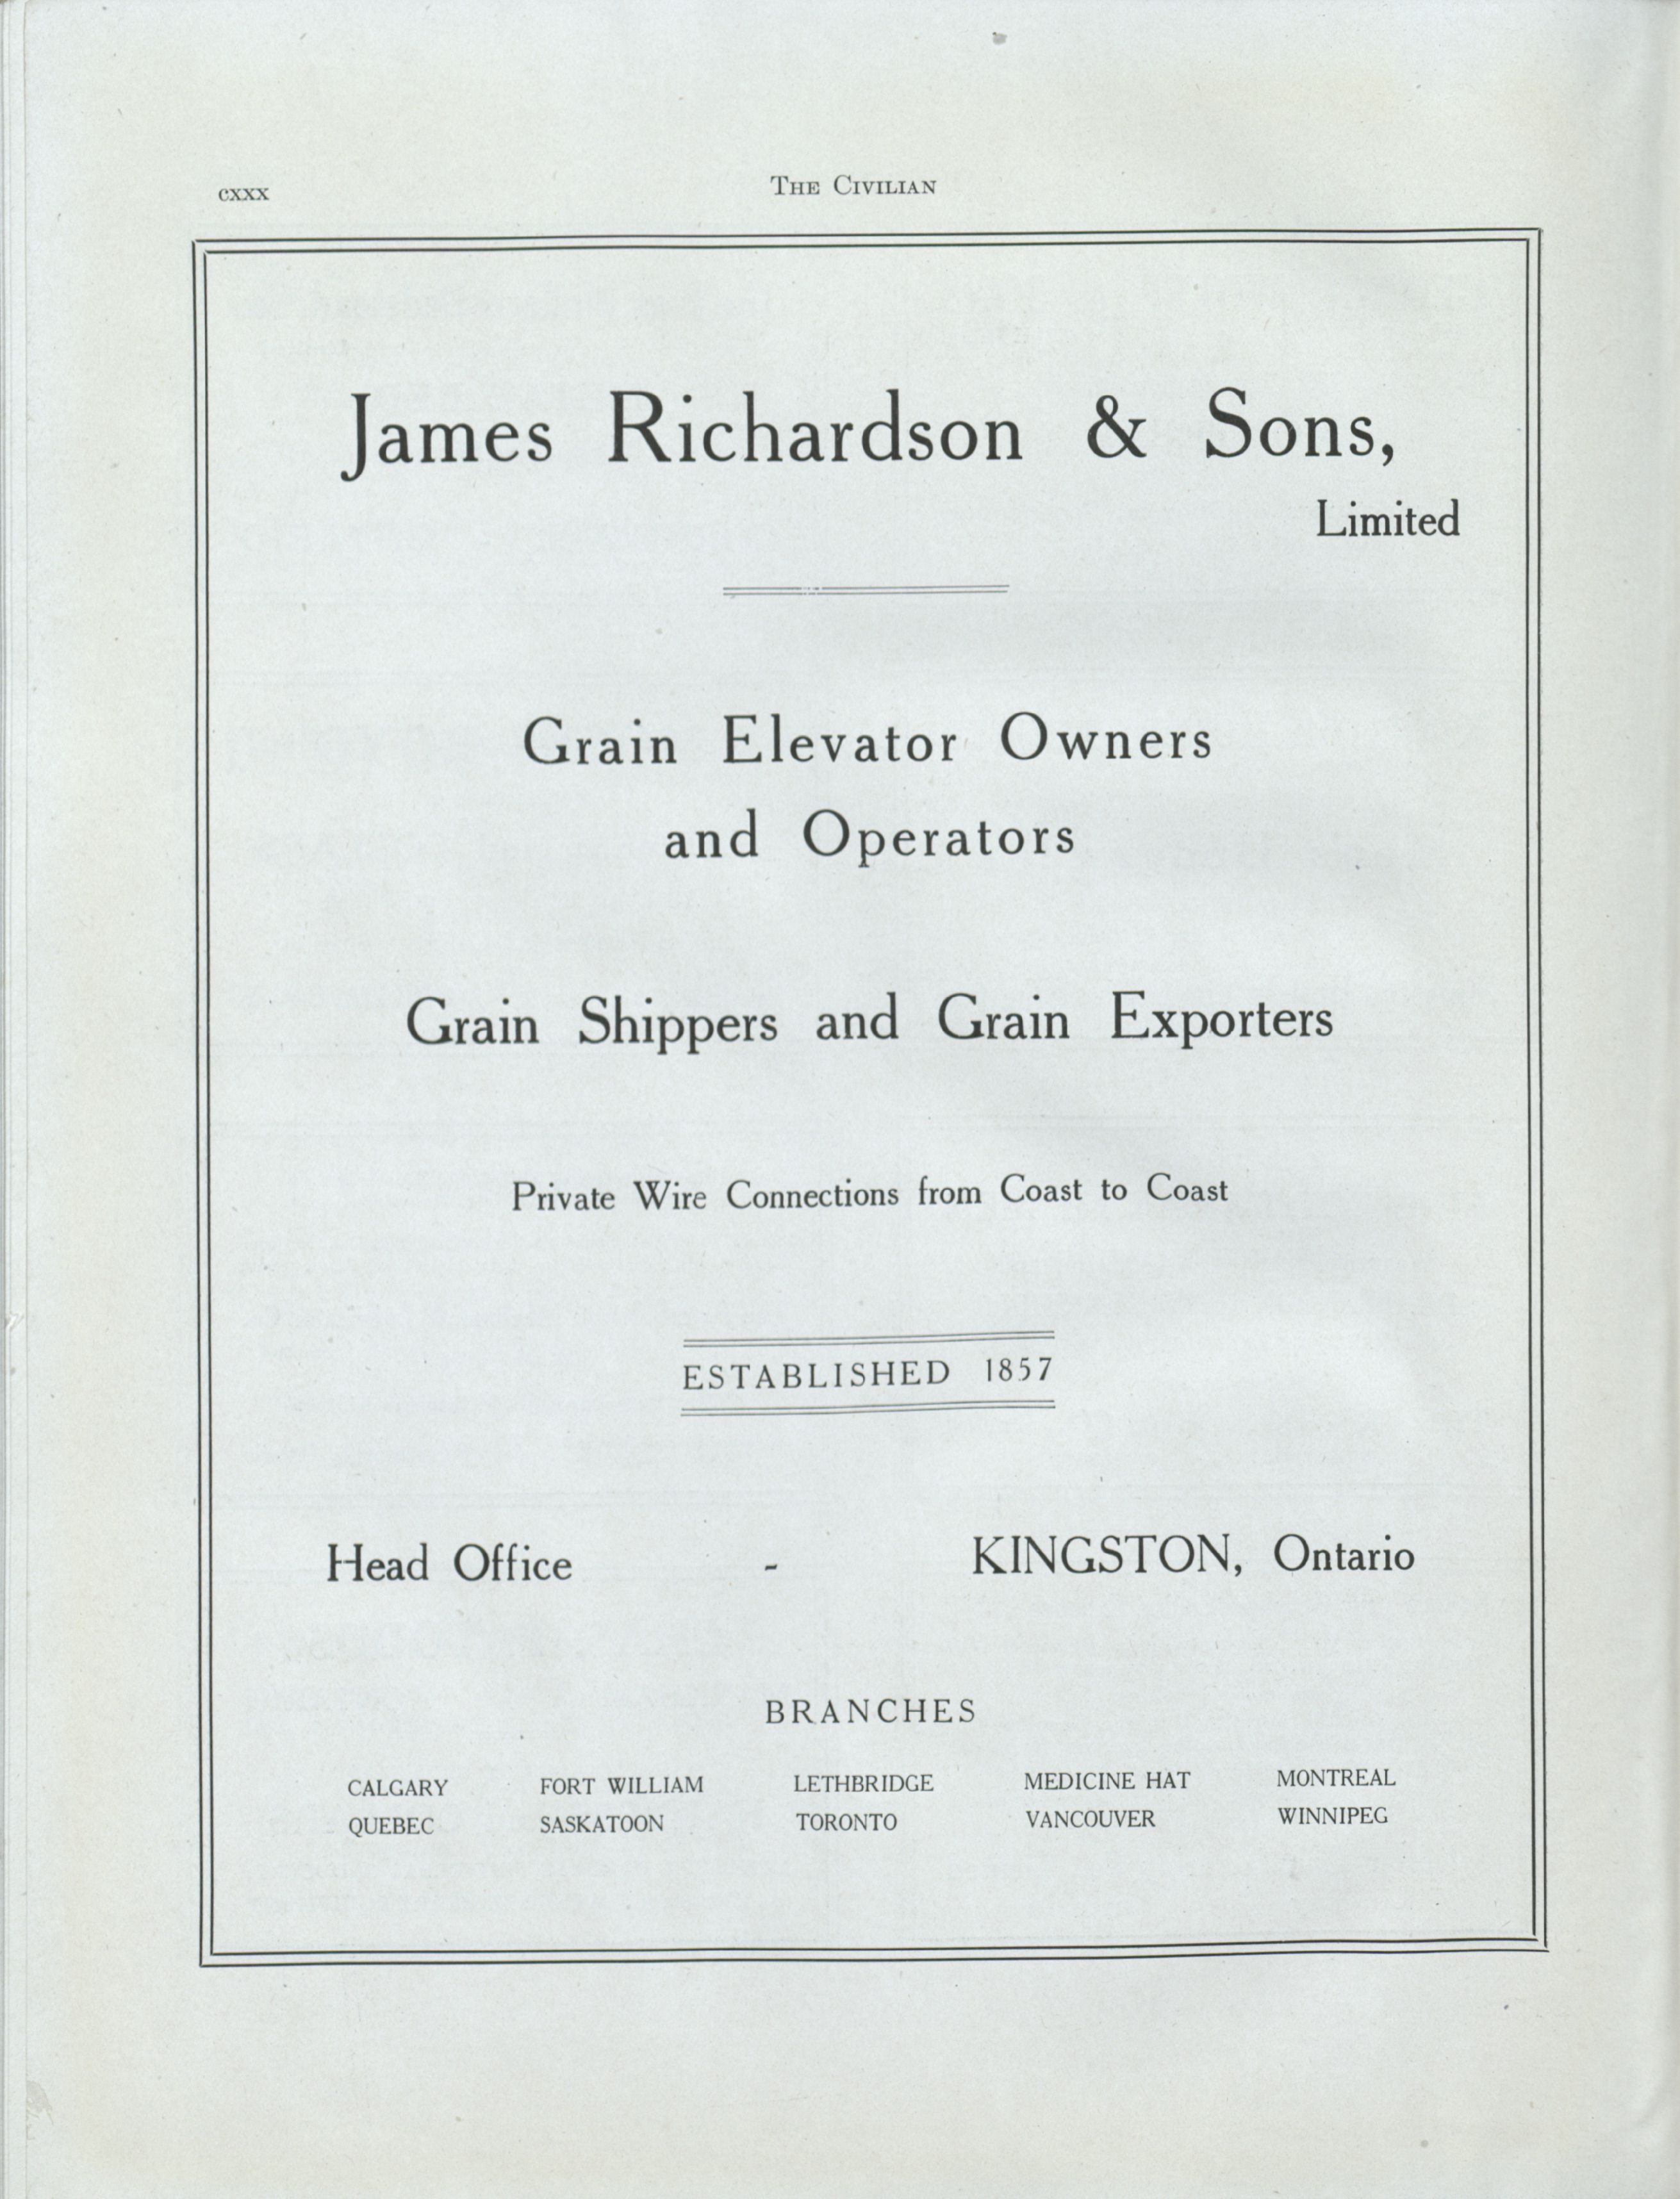 cxxx
The Civilian
James Richardson & Sons,
Limited
Grain Elevator Owners
and Operators
Grain Shippers and Grain Exporters
Private Wire Connections from Coast to Coast
ESTABLISHED 1857
Head Office - KINGSTON, Ontario
BRANCHES
CALGARY FORT WILLIAM LETHBRIDGE MEDICINE HAT MONTREAL
QUEBEC SASKATOON TORONTO VANCOUVER WINNIPEG